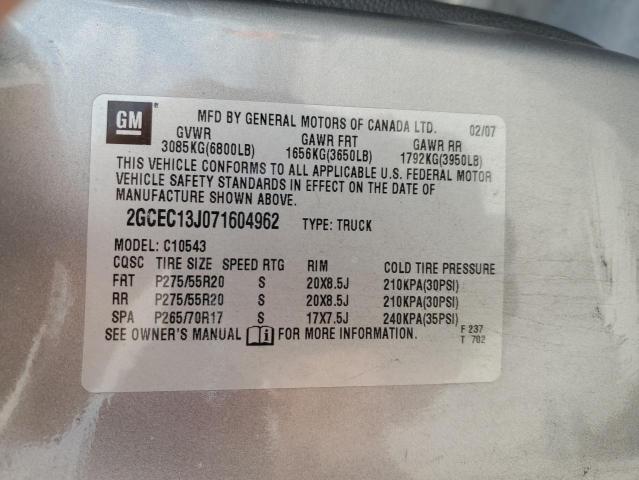 GM ®
MFD BY GENERAL MOTORS OF CANADA LTD. 02/07
GVWR GAWR FRT GAWR RR
3085KG(6800LB) 1656KG(3650LB) 1792KG(3950LB)
THIS VEHICLE CONFORMS TO ALL APPLICABLE U.S. FEDERAL MOTOR
VEHICLE SAFETY STANDARDS IN EFFECT ON THE DATE OF
MANUFACTURE SHOWN ABOVE.
2GCEC13J071604962 TYPE: TRUCK
MODEL: C10543
CQSC TIRE SIZE SPEED RTG RIM COLD TIRE PRESSURE
FRT P275/55R20 S 20X8.5J 210KPA(30PSI)
RR P275/55R20 S 20X8.5J 210KPA(30PSI)
SPA P265/70R17 S 17X7.5J 240KPA(35PSI)
SEE OWNER'S MANUAL i FOR MORE INFORMATION. F 237
T 702